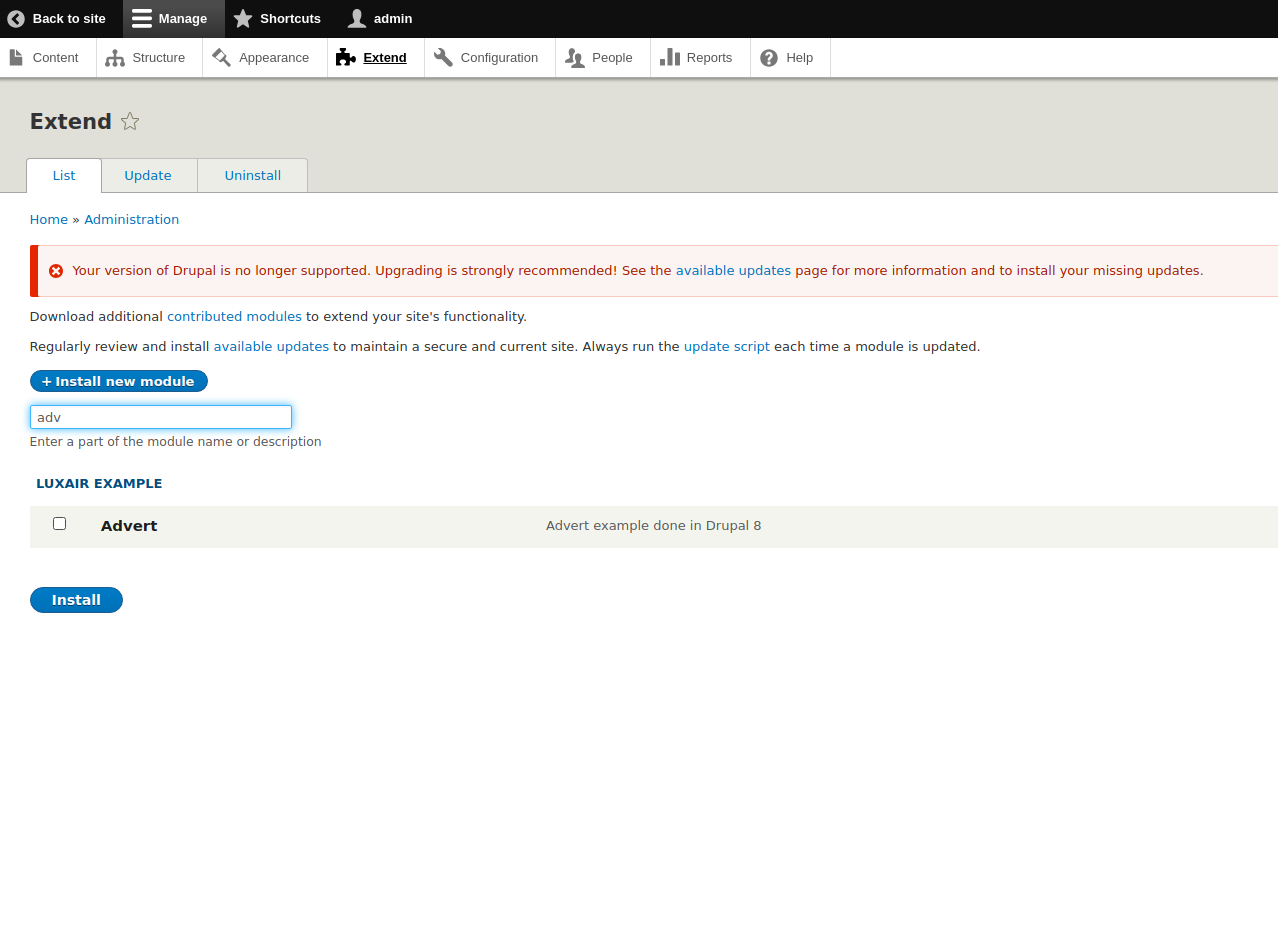 Back to site Manage Shortcuts admin
Content Structure Appearance Extend Configuration People Reports Help
Extend
List Update Uninstall
Home » Administration
Your version of Drupal is no longer supported. Upgrading is strongly recommended! See the available updates page for more information and to install your missing updates.
Download additional contributed modules to extend your site's functionality.
Regularly review and install available updates to maintain a secure and current site. Always run the update script each time a module is updated.
+ Install new module
adv
Enter a part of the module name or description
LUXAIR EXAMPLE
Advert Advert example done in Drupal 8
Install